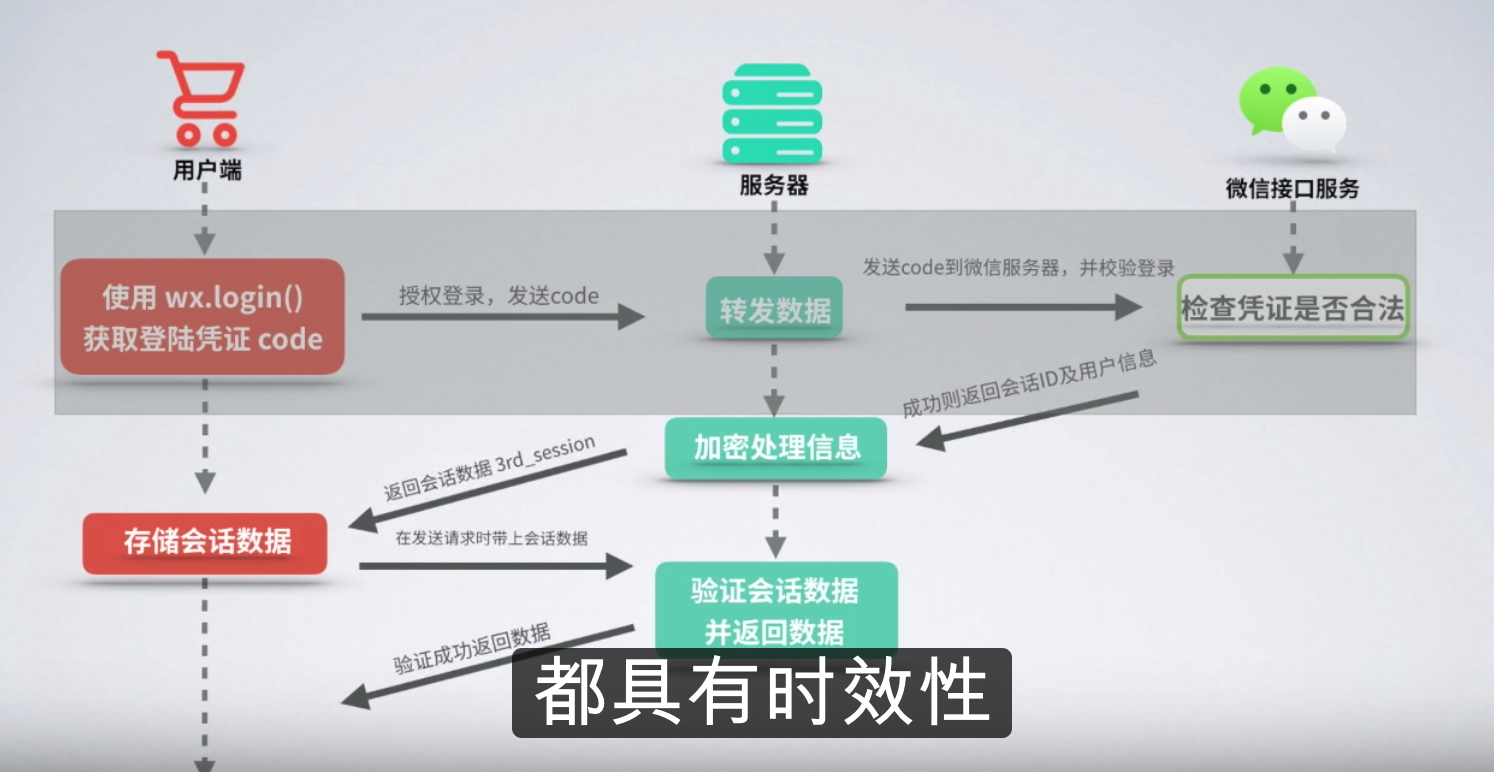 用户端
服务器
微信接口服务
使用 wx.login()
获取登陆凭证 code
授权登录，发送code
转发数据
发送code到微信服务器，并校验登录
检查凭证是否合法
成功则返回会话ID及用户信息
加密处理信息
返回会话数据 3rd_session
存储会话数据
在发送请求时带上会话数据
验证会话数据
并返回数据
验证成功返回数据
都具有时效性